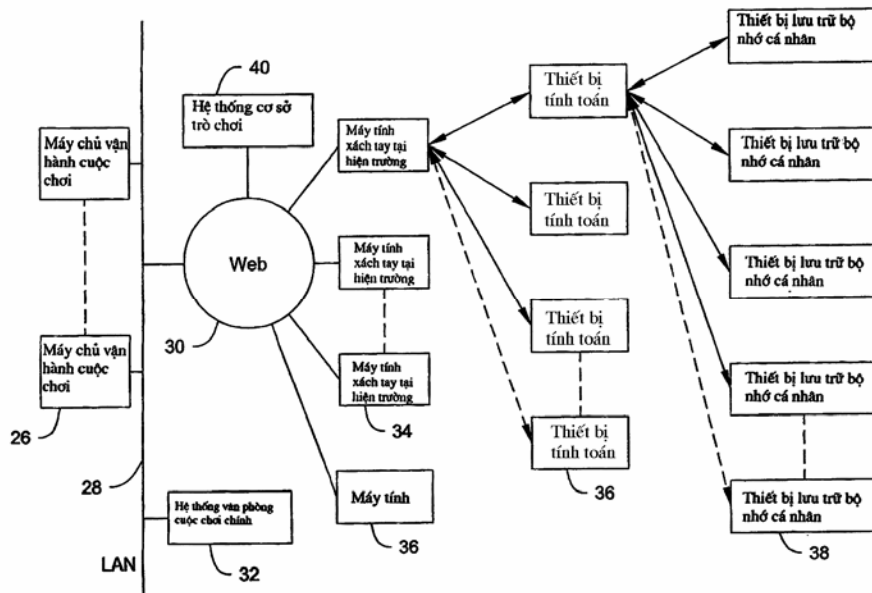 40
Hệ thống cơ sở
trò chơi
Máy chủ vận
hành cuộc
chơi
Web
30
Máy chủ vận
hành cuộc
chơi
26
28
Hệ thống văn phòng
cuộc chơi chính
32
LAN
Máy tính
xách tay tại
hiện trường
Máy tính
xách tay tại
hiện trường
Máy tính
xách tay tại
hiện trường
34
Máy tính
36
Thiết bị
tính toán
Thiết bị
tính toán
Thiết bị
tính toán
Thiết bị
tính toán
36
Thiết bị lưu trữ bộ
nhớ cá nhân
Thiết bị lưu trữ bộ
nhớ cá nhân
Thiết bị lưu trữ bộ
nhớ cá nhân
Thiết bị lưu trữ bộ
nhớ cá nhân
Thiết bị lưu trữ bộ
nhớ cá nhân
38